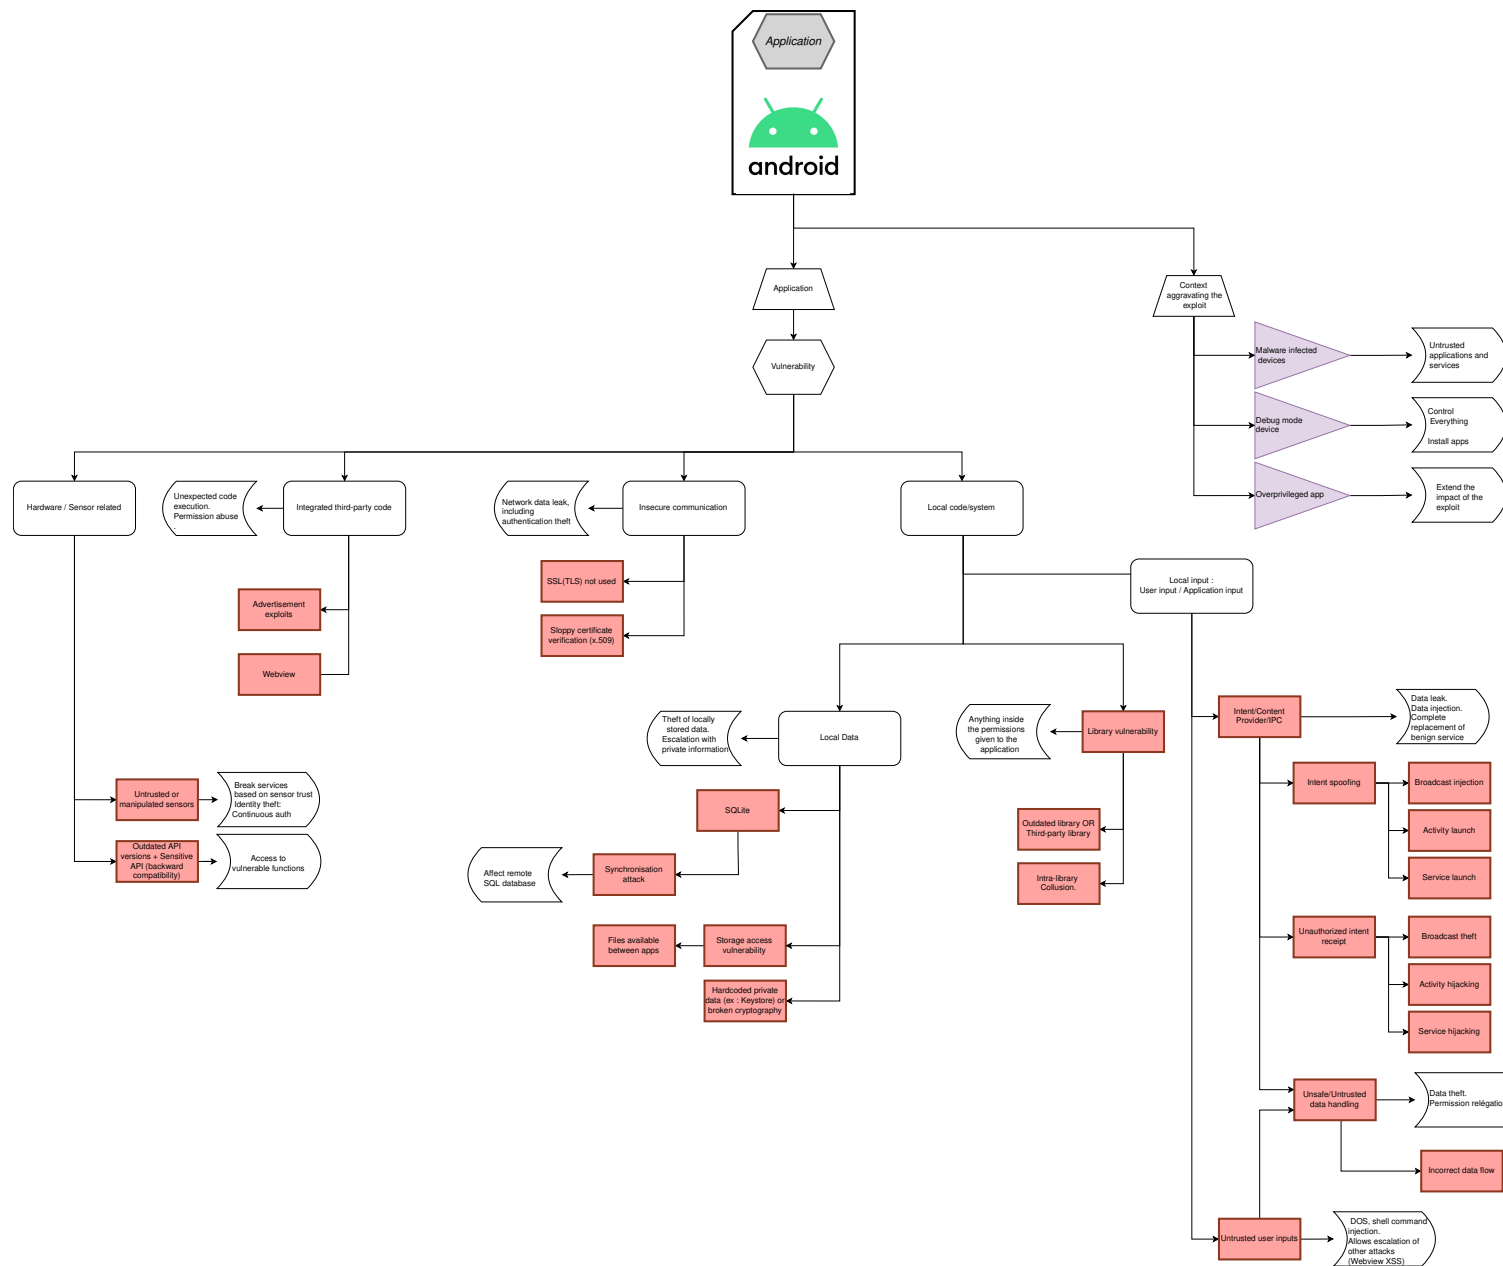 Application
android
Application
Context
aggravating the
exploit
Vulnerability
Malware infected
devices
Untrusted
applications and
services
Debug mode
device
Control
Everything
Install apps
Overprivileged app
Extend the
impact of the
exploit
Hardware / Sensor related
Unexpected code
execution.
Permission abuse
.
Integrated third-party code
Network data leak,
including
authentication theft
Insecure communication
Local code/system
SSL(TLS) not used
Sloppy certificate
verification (x.509)
Advertisement
exploits
Webview
Local input :
User input / Application input
Theft of locally
stored data.
Escalation with
private information
Local Data
Anything inside
the permissions
given to the
application
Library vulnerability
Intent/Content
Provider/IPC
Data leak.
Data injection.
Complete
replacement of
benign service
Untrusted or
manipulated sensors
Break services
based on sensor trust
Identity theft:
Continuous auth
Outdated API
versions + Sensitive
API (backward
compatibility)
Access to
vulnerable functions
SQLite
Affect remote
SQL database
Synchronisation
attack
Files available
between apps
Storage access
vulnerability
Hardcoded private
data (ex : Keystore) or
broken cryptography
Outdated library OR
Third-party library
Intra-library
Collusion.
Intent spoofing
Broadcast injection
Activity launch
Service launch
Unauthorized intent
receipt
Broadcast theft
Activity hijacking
Service hijacking
Unsafe/Untrusted
data handling
Data theft.
Permission relégatio
Incorrect data flow
Untrusted user inputs
DOS, shell command
injection.
Allows escalation of
other attacks
(Webview XSS)